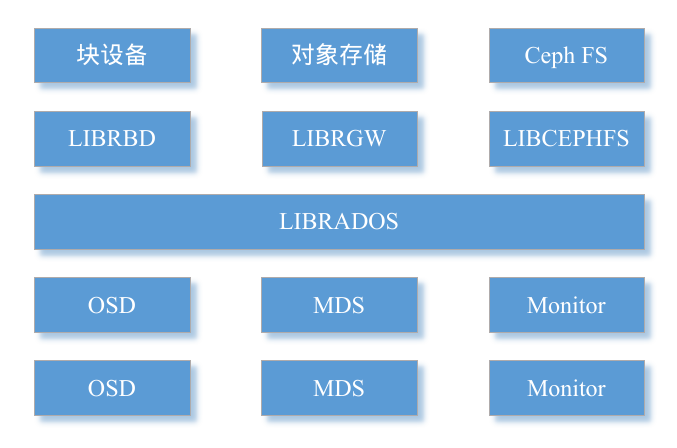 块设备 对象存储 Ceph FS
LIBRBD LIBRGW LIBCEPHFS
LIBRADOS
OSD MDS Monitor
OSD MDS Monitor